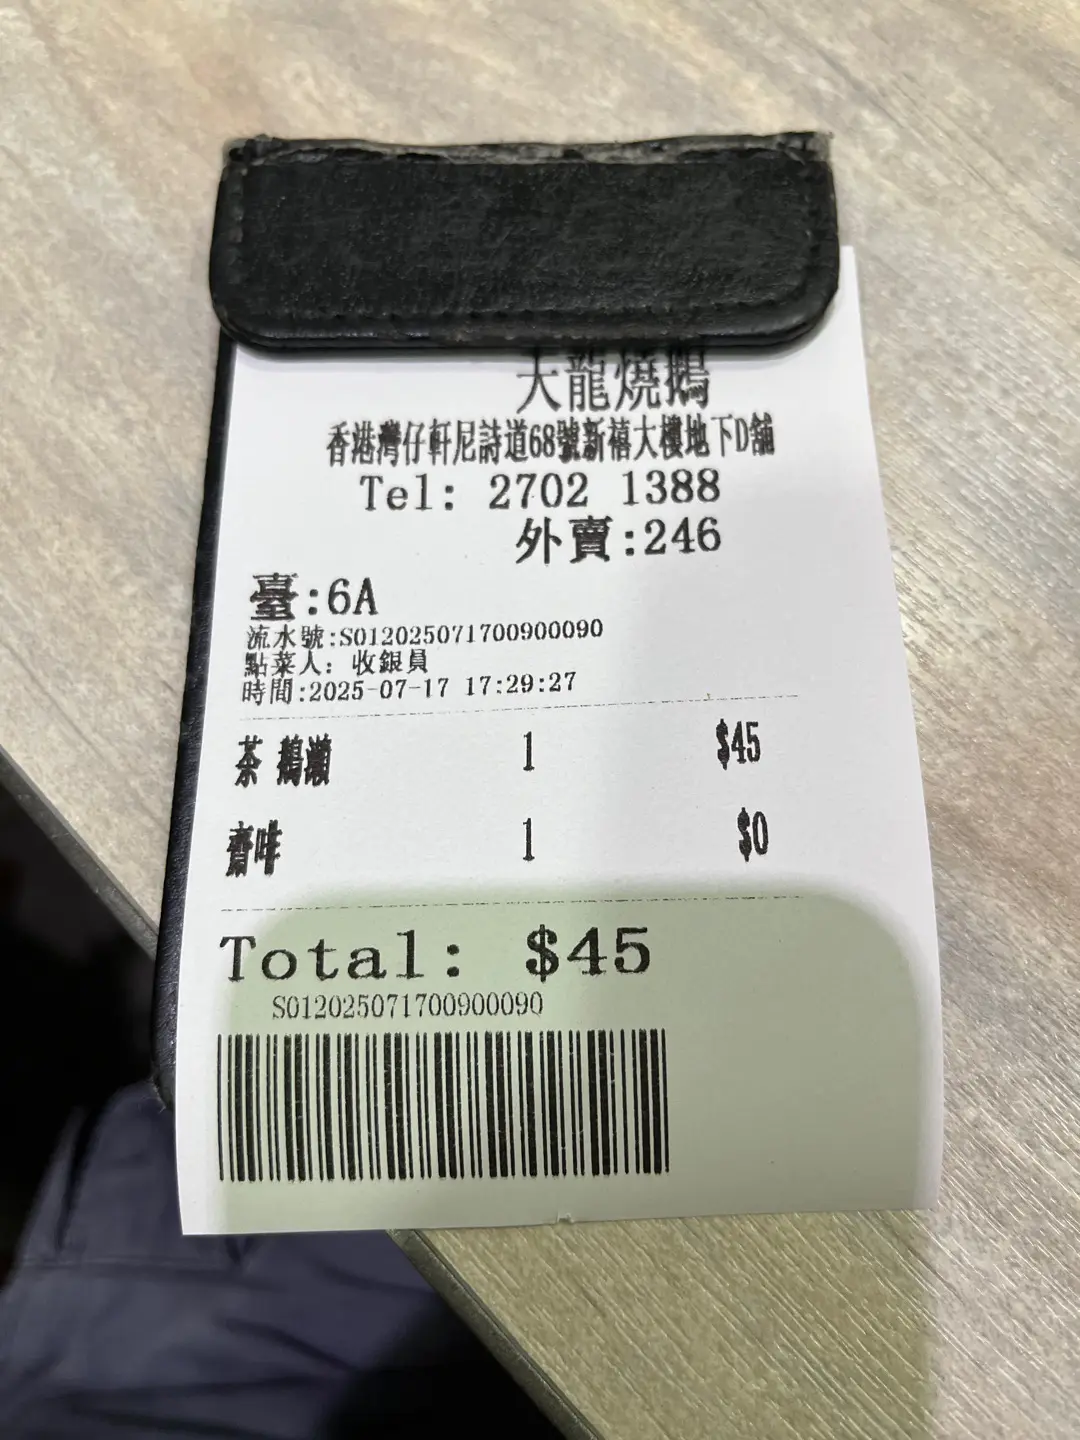 天龍燒鵝
香港灣仔軒尼詩道68號新禧大樓地下D舖
Tel: 2702 1388
外賣:246
臺:6A
流水號:S012025071700900090
點菜人: 收銀員
時間:2025-07-17 17:29:27
茶 鵝瀨 1 $45
齋啡 1 $0
Total: $45
S012025071700900090